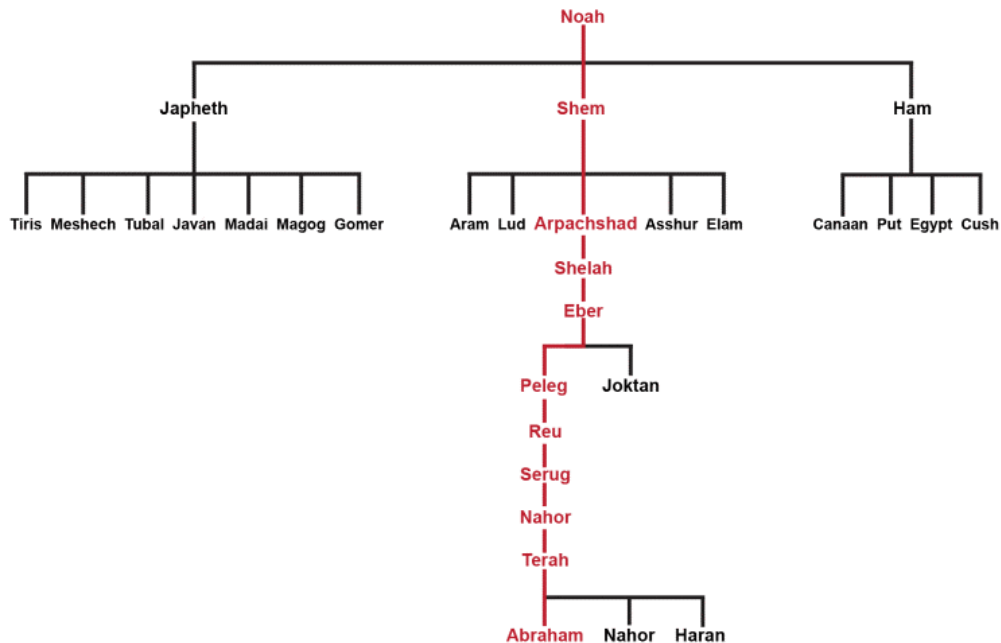 Noah
Japheth Shem Ham
Tiris Meshech Tubal Javan Madai Magog Gomer Aram Lud Arpachshad Asshur Elam Canaan Put Egypt Cush
Shelah
Eber
Peleg Joktan
Reu
Serug
Nahor
Terah
Abraham Nahor Haran